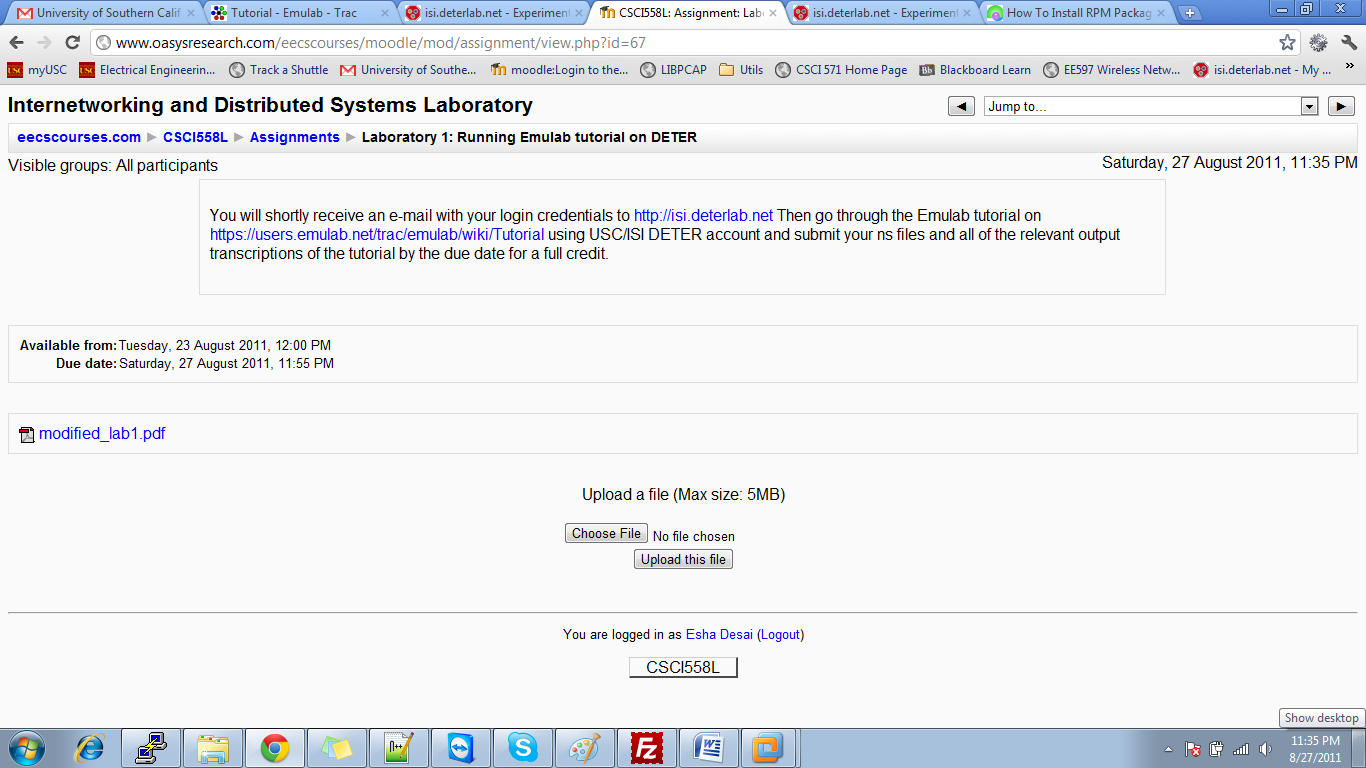 University of Southern Calif
Tutorial - Emulab - Trac
isi.deterlab.net - Experiment
CSCI558L: Assignment: Lab
isi.deterlab.net - Experiment
How To Install RPM Packag
www.oasysresearch.com/eecscourses/moodle/mod/assignment/view.php?id=67
myUSC
Electrical Engineerin...
Track a Shuttle
University of Southe...
moodle:Login to the...
LIBPCAP
Utils
CSCI 571 Home Page
Blackboard Learn
EE597 Wireless Netw...
isi.deterlab.net - My ...
»
Internetworking and Distributed Systems Laboratory
◄ Jump to... ►
eecscourses.com ► CSCI558L ► Assignments ► Laboratory 1: Running Emulab tutorial on DETER
Visible groups: All participants
Saturday, 27 August 2011, 11:35 PM
You will shortly receive an e-mail with your login credentials to http://isi.deterlab.net Then go through the Emulab tutorial on
https://users.emulab.net/trac/emulab/wiki/Tutorial using USC/ISI DETER account and submit your ns files and all of the relevant output
transcriptions of the tutorial by the due date for a full credit.
Available from: Tuesday, 23 August 2011, 12:00 PM
Due date: Saturday, 27 August 2011, 11:55 PM
modified_lab1.pdf
Upload a file (Max size: 5MB)
Choose File No file chosen
Upload this file
You are logged in as Esha Desai (Logout)
CSCI558L
Show desktop
11:35 PM
8/27/2011